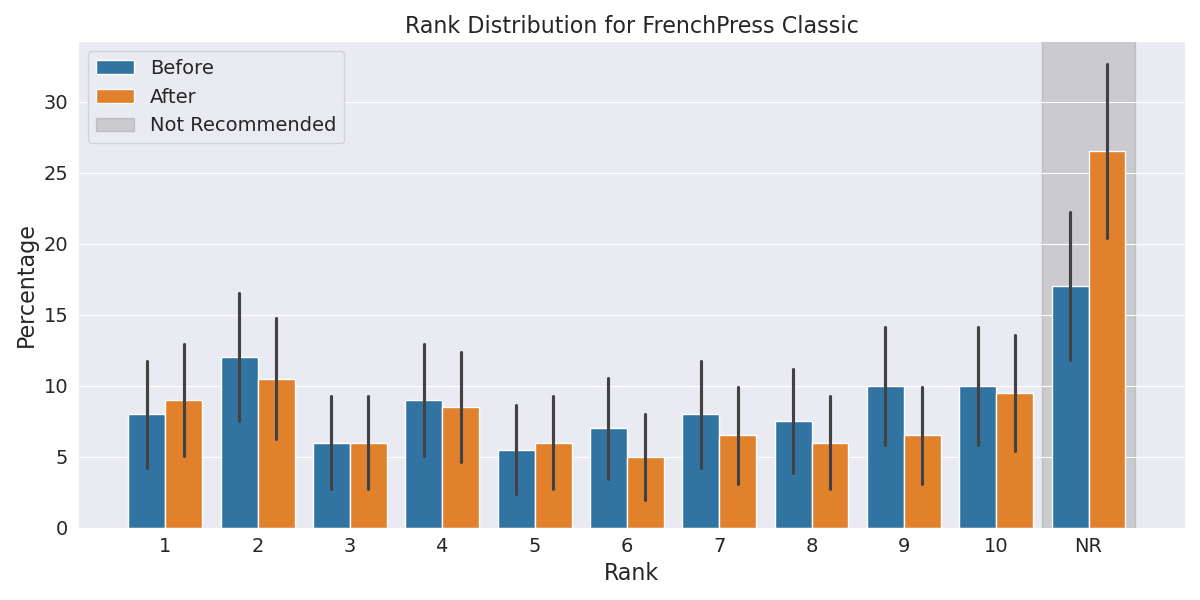 Rank Distribution for FrenchPress Classic
Before
After
Not Recommended
Percentage
30
25
20
15
10
5
0
1 2 3 4 5 6 7 8 9 10 NR
Rank